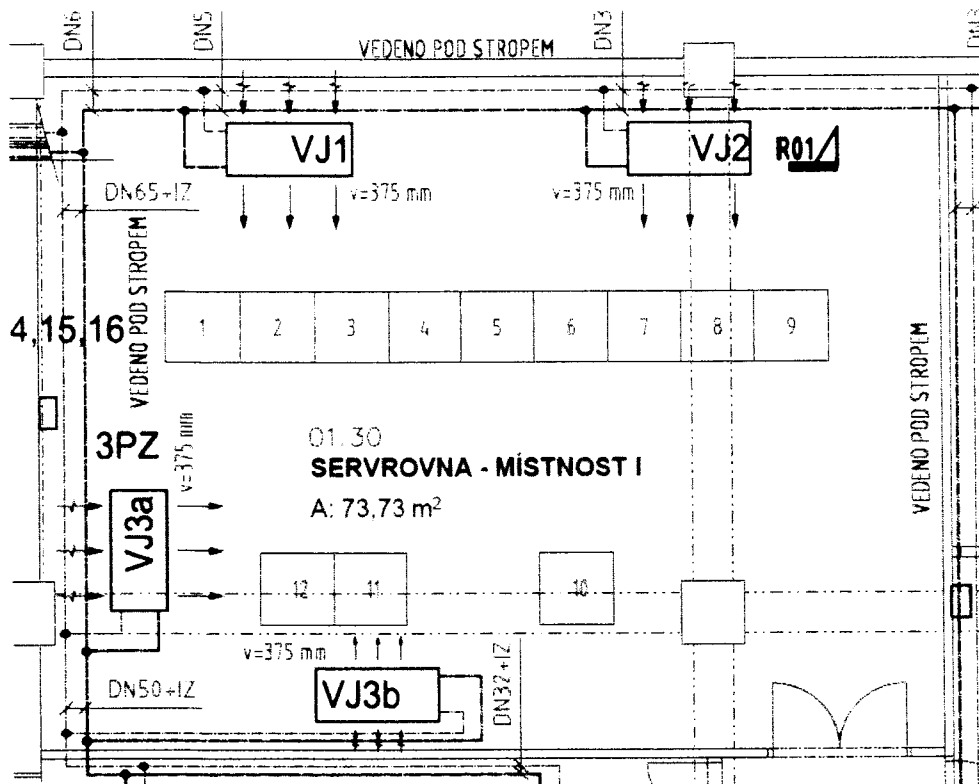 DN6
DN5
DN3
VEDENO POD STROPEM
VJ1
VJ2
R01
DN65+IZ
v=375 mm
v=375 mm
VEDENO POD STROPEM
4,15,16
1
2
3
4
5
6
7
8
9
VEDENO POD STROPEM
3PZ
v=375 mm
01.30
SERVROVNA - MÍSTNOST I
A: 73,73 m²
VJ3a
12
11
10
v=375 mm
DN50+IZ
VJ3b
DN32+IZ